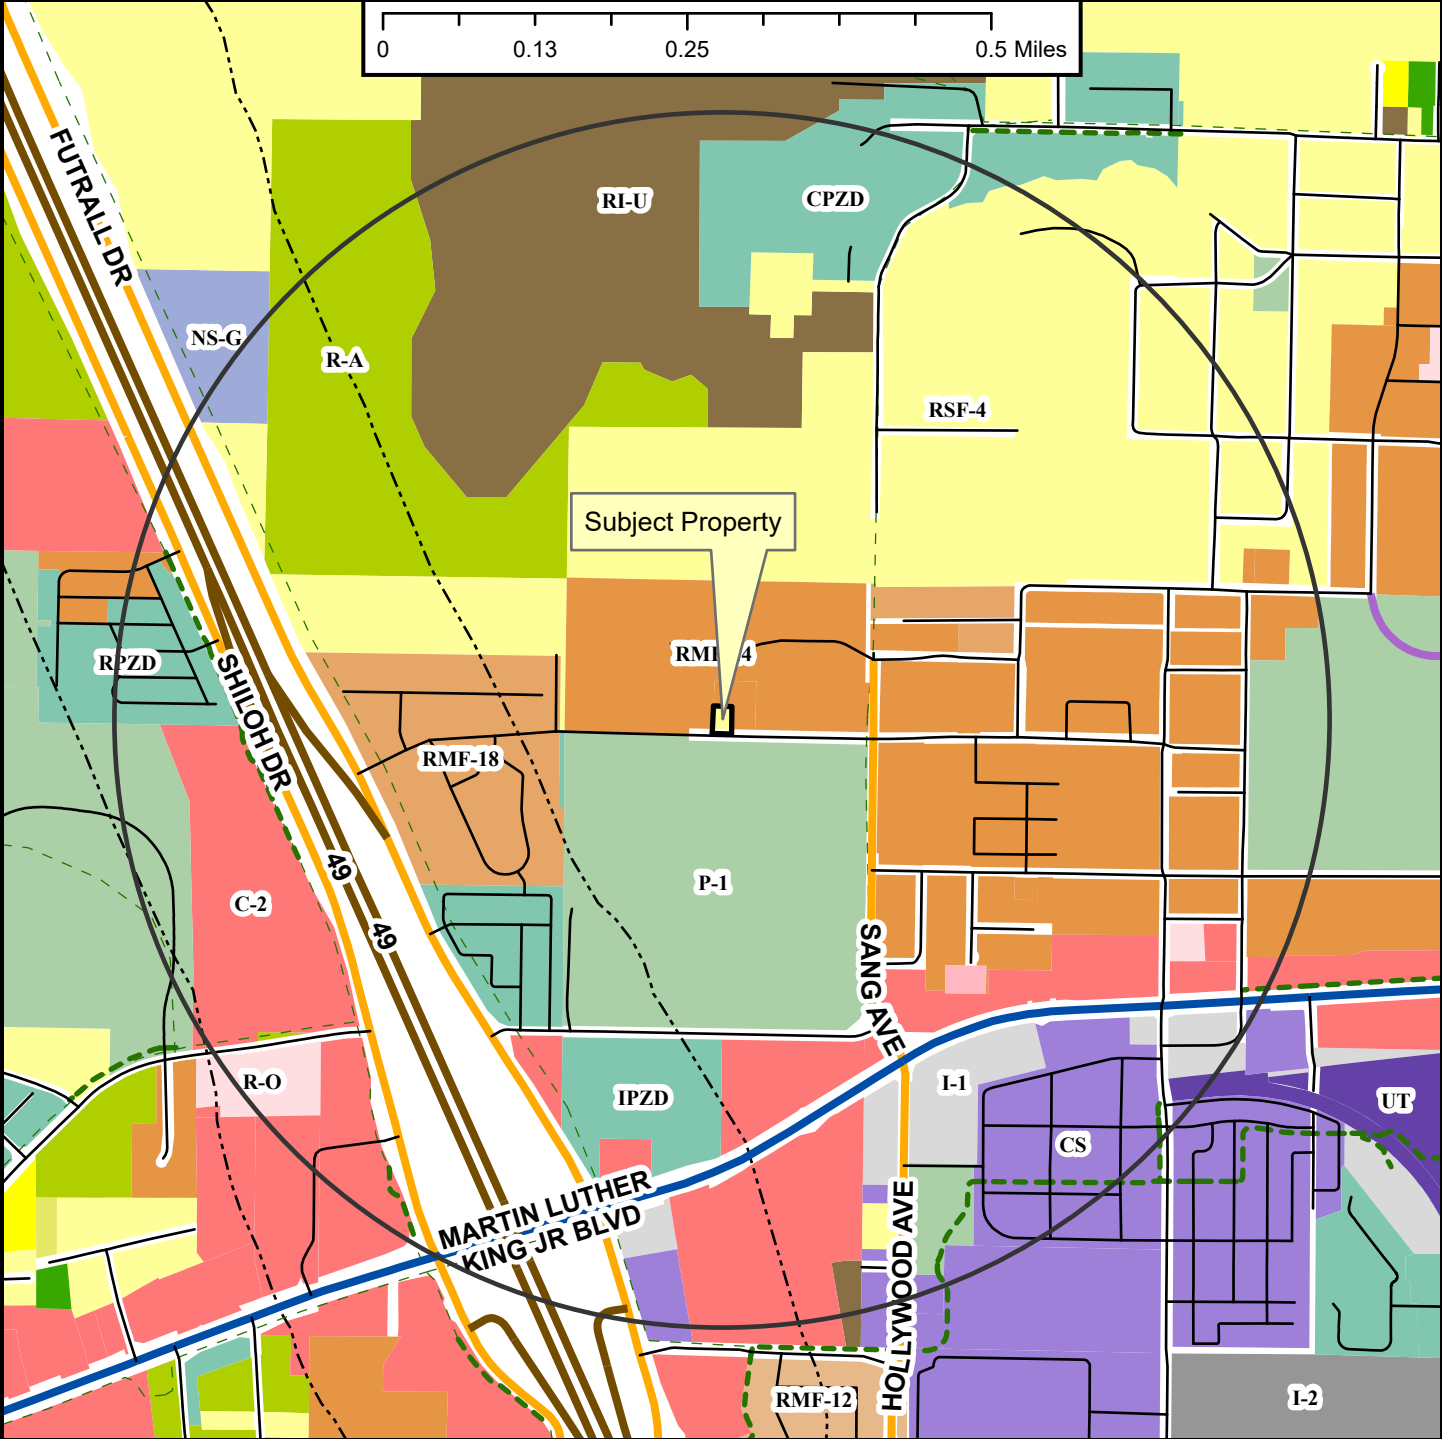 0 0.13 0.25 0.5 Miles
FUTRALL DR
RI-U
CPZD
NS-G
R-A
RSF-4
Subject Property
RPZD
SHILOH DR
RMF-18
49
P-1
C-2
49
SANG AVE
R-O
IPZD
I-1
UT
CS
MARTIN LUTHER
KING JR BLVD
HOLLYWOOD AVE
RMF-12
I-2